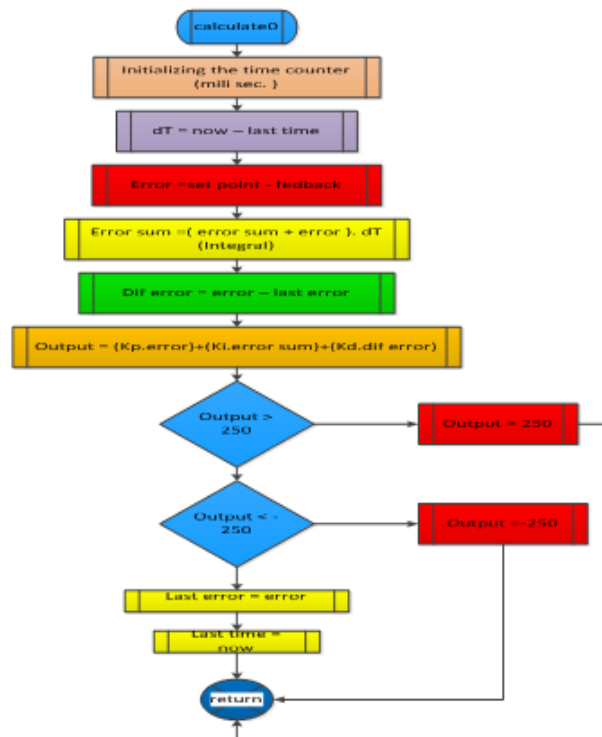 calculate()
Initializing the time counter
(mili sec. )
dT = now – last time
Error =set point - fedback
Error sum =( error sum + error ). dT
(Integral)
Dif error = error – last error
Output = (Kp.error)+(Ki.error sum)+(Kd.dif error)
Output >
250
Output = 250
Output < -
250
Output =-250
Last error = error
Last time =
now
return